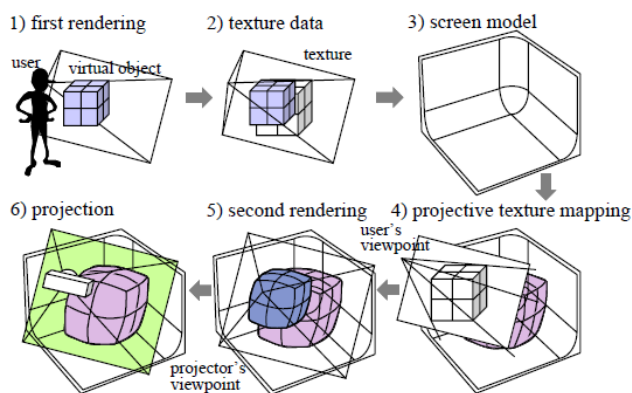 1) first rendering
2) texture data
3) screen model
user
virtual object
texture
6) projection
5) second rendering
4) projective texture mapping
user's
viewpoint
projector's
viewpoint